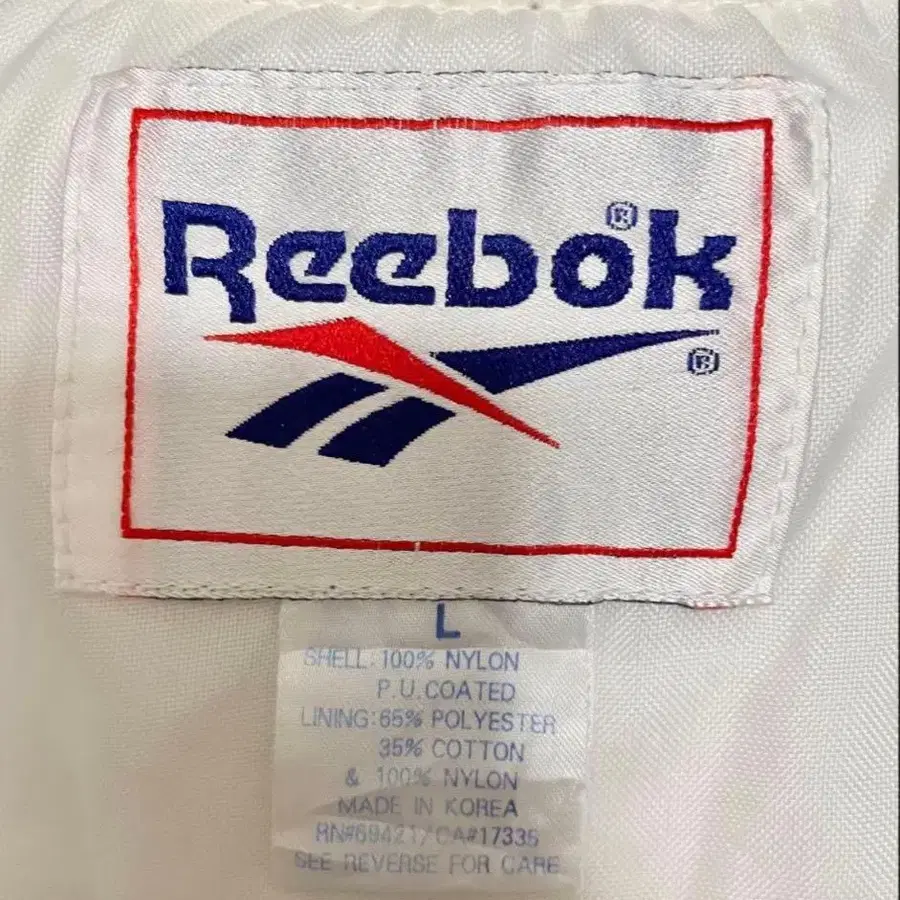 Reebok®
®
L
SHELL: 100% NYLON
P.U. COATED
LINING: 65% POLYESTER
35% COTTON
& 100% NYLON
MADE IN KOREA
RN#69421/CA#17335
SEE REVERSE FOR CARE